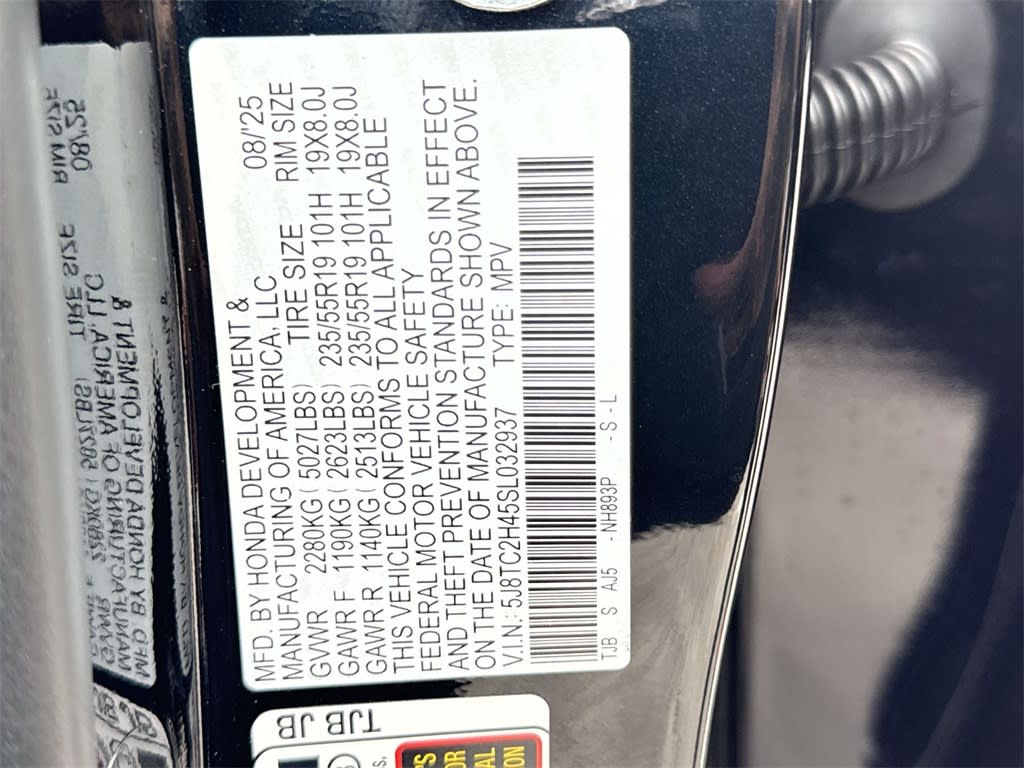 MFD. BY HONDA DEVELOPMENT &
MANUFACTURING OF AMERICA, LLC 08/'25
TIRE SIZE RIM SIZE
GVWR 2280KG ( 5027LBS)
GAWR F 1190KG ( 2623LBS) 235/55R19 101H 19X8.0J
GAWR R 1140KG ( 2513LBS) 235/55R19 101H 19X8.0J
THIS VEHICLE CONFORMS TO ALL APPLICABLE
FEDERAL MOTOR VEHICLE SAFETY
AND THEFT PREVENTION STANDARDS IN EFFECT
ON THE DATE OF MANUFACTURE SHOWN ABOVE.
V.I.N.: 5J8TC2H45SL032937 TYPE: MPV
TJB S AJ5 -NH893P -S-L
TJB JB